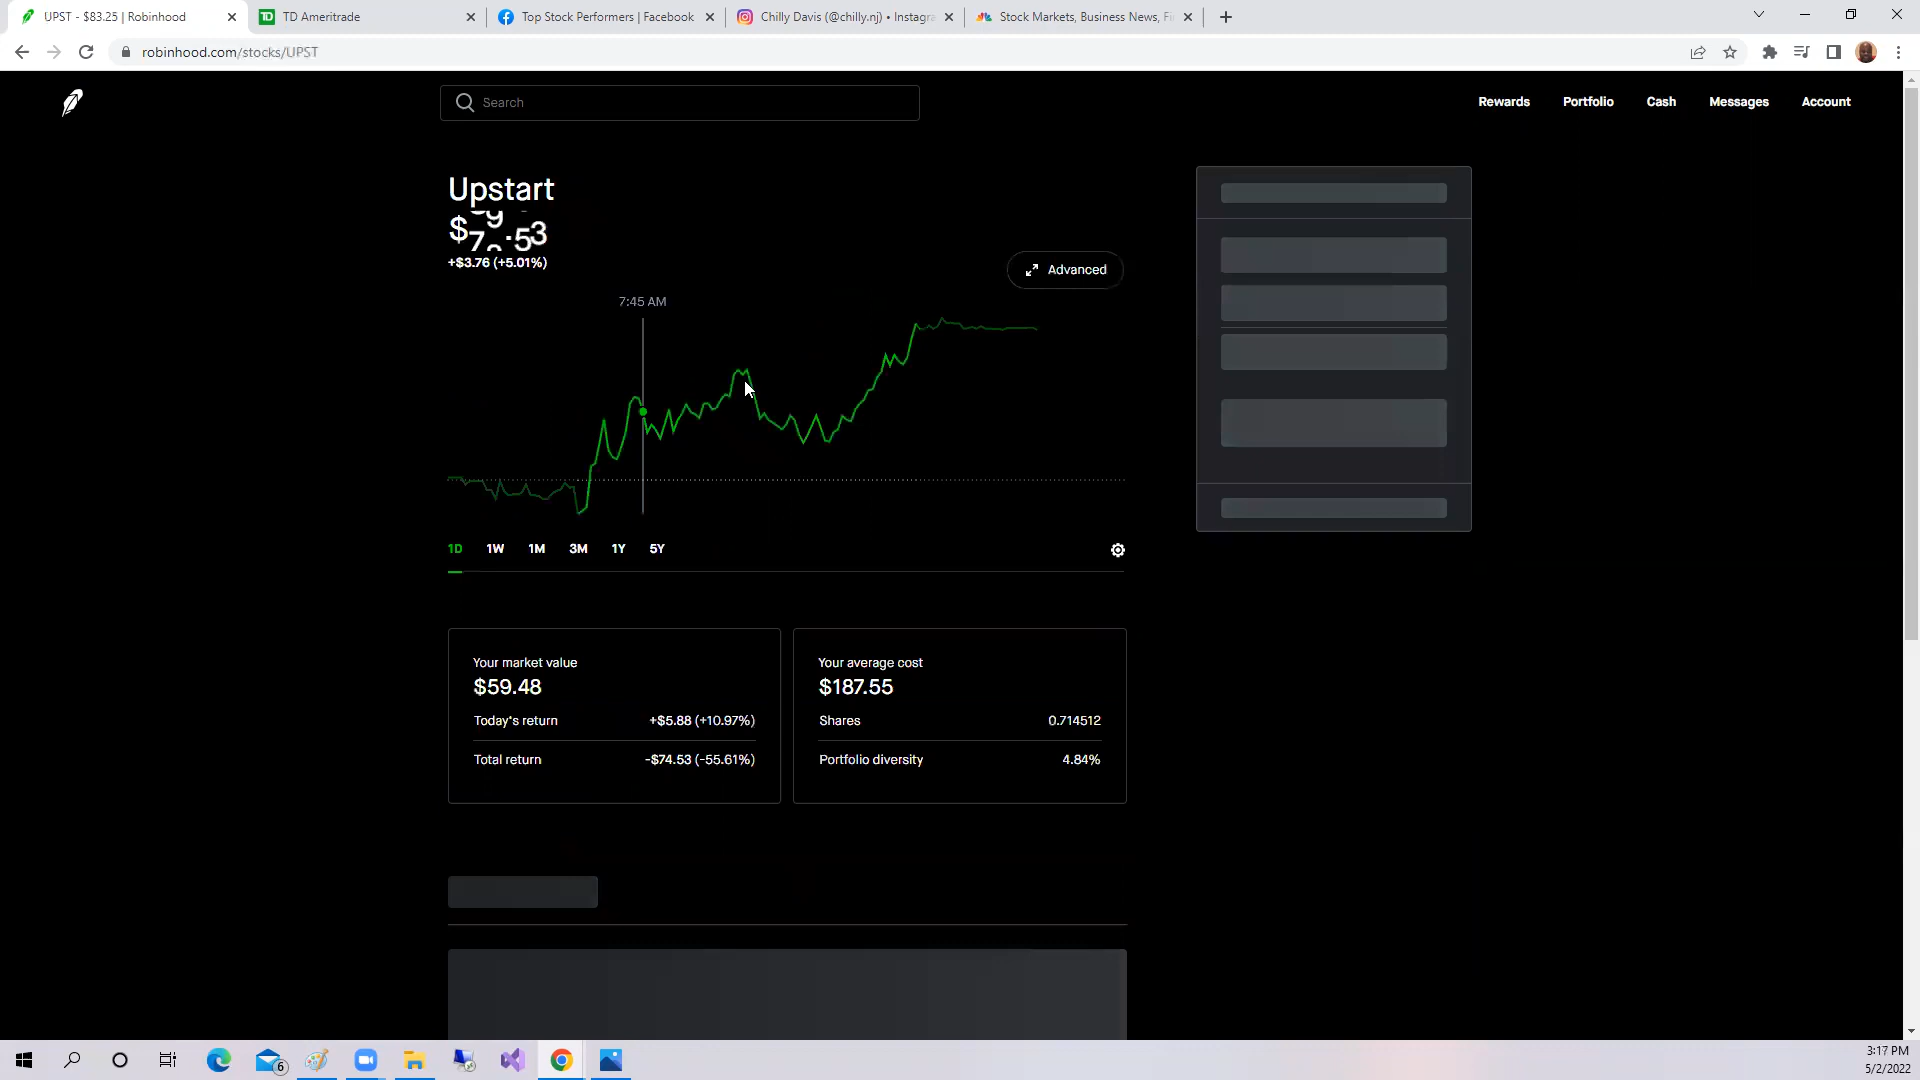 UPST - $83.25 | Robinhood
TD Ameritrade
Top Stock Performers | Facebook
Chilly Davis (@chilly.nj) • Instagra
Stock Markets, Business News, Fi
robinhood.com/stocks/UPST
Search
Rewards
Portfolio
Cash
Messages
Account
Upstart
+$3.76 (+5.01%)
Advanced
7:45 AM
1D 1W 1M 3M 1Y 5Y
Your market value
$59.48
Today's return +$5.88 (+10.97%)
Total return -$74.53 (-55.61%)
Your average cost
$187.55
Shares 0.714512
Portfolio diversity 4.84%
6
3:17 PM
5/2/2022